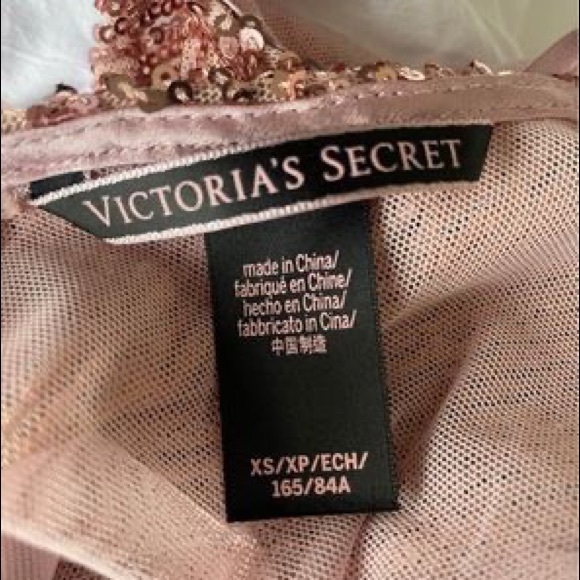 VICTORIA'S SECRET
made in China/
fabriqué en Chine/
hecho en China/
fabbricato in Cina/
中国制造
XS/XP/ECH/
165/84A